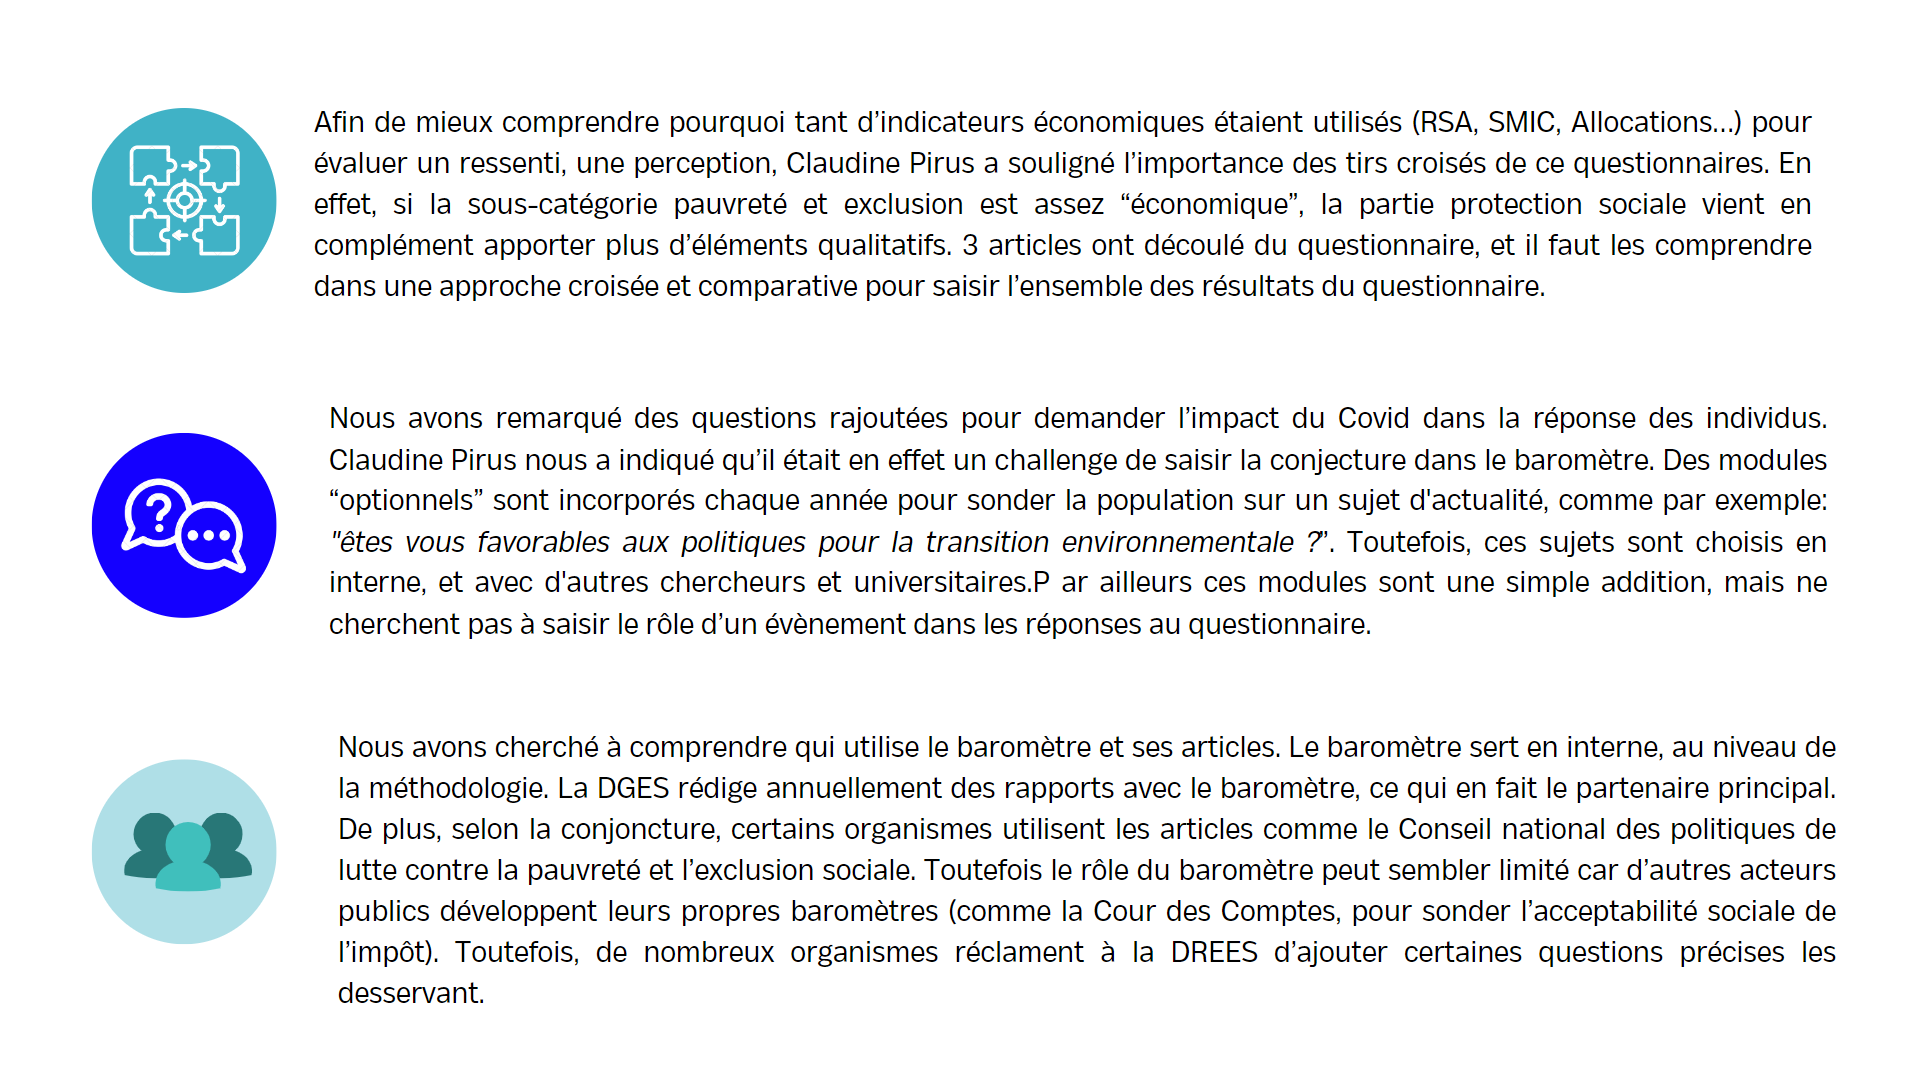 Afin de mieux comprendre pourquoi tant d’indicateurs économiques étaient utilisés (RSA, SMIC, Allocations...) pour
évaluer un ressenti, une perception, Claudine Pirus a souligné l’importance des tirs croisés de ce questionnaires. En
effet, si la sous-catégorie pauvreté et exclusion est assez “économique”, la partie protection sociale vient en
complément apporter plus d’éléments qualitatifs. 3 articles ont découlé du questionnaire, et il faut les comprendre
dans une approche croisée et comparative pour saisir l’ensemble des résultats du questionnaire.
Nous avons remarqué des questions rajoutées pour demander l’impact du Covid dans la réponse des individus.
Claudine Pirus nous a indiqué qu’il était en effet un challenge de saisir la conjecture dans le baromètre. Des modules
“optionnels” sont incorporés chaque année pour sonder la population sur un sujet d'actualité, comme par exemple:
"êtes vous favorables aux politiques pour la transition environnementale ?”. Toutefois, ces sujets sont choisis en
interne, et avec d'autres chercheurs et universitaires.P ar ailleurs ces modules sont une simple addition, mais ne
cherchent pas à saisir le rôle d’un évènement dans les réponses au questionnaire.
Nous avons cherché à comprendre qui utilise le baromètre et ses articles. Le baromètre sert en interne, au niveau de
la méthodologie. La DGES rédige annuellement des rapports avec le baromètre, ce qui en fait le partenaire principal.
De plus, selon la conjoncture, certains organismes utilisent les articles comme le Conseil national des politiques de
lutte contre la pauvreté et l’exclusion sociale. Toutefois le rôle du baromètre peut sembler limité car d’autres acteurs
publics développent leurs propres baromètres (comme la Cour des Comptes, pour sonder l’acceptabilité sociale de
l’impôt). Toutefois, de nombreux organismes réclament à la DREES d’ajouter certaines questions précises les
desservant.